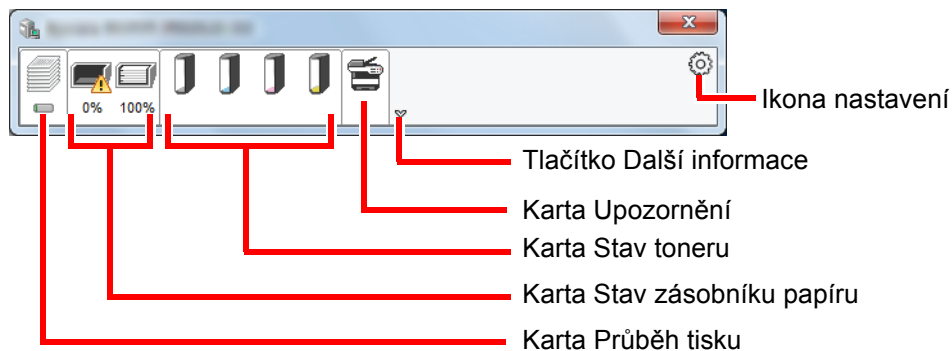 0% 100%
Ikona nastavení
Tlačítko Další informace
Karta Upozornění
Karta Stav toneru
Karta Stav zásobníku papíru
Karta Průběh tisku